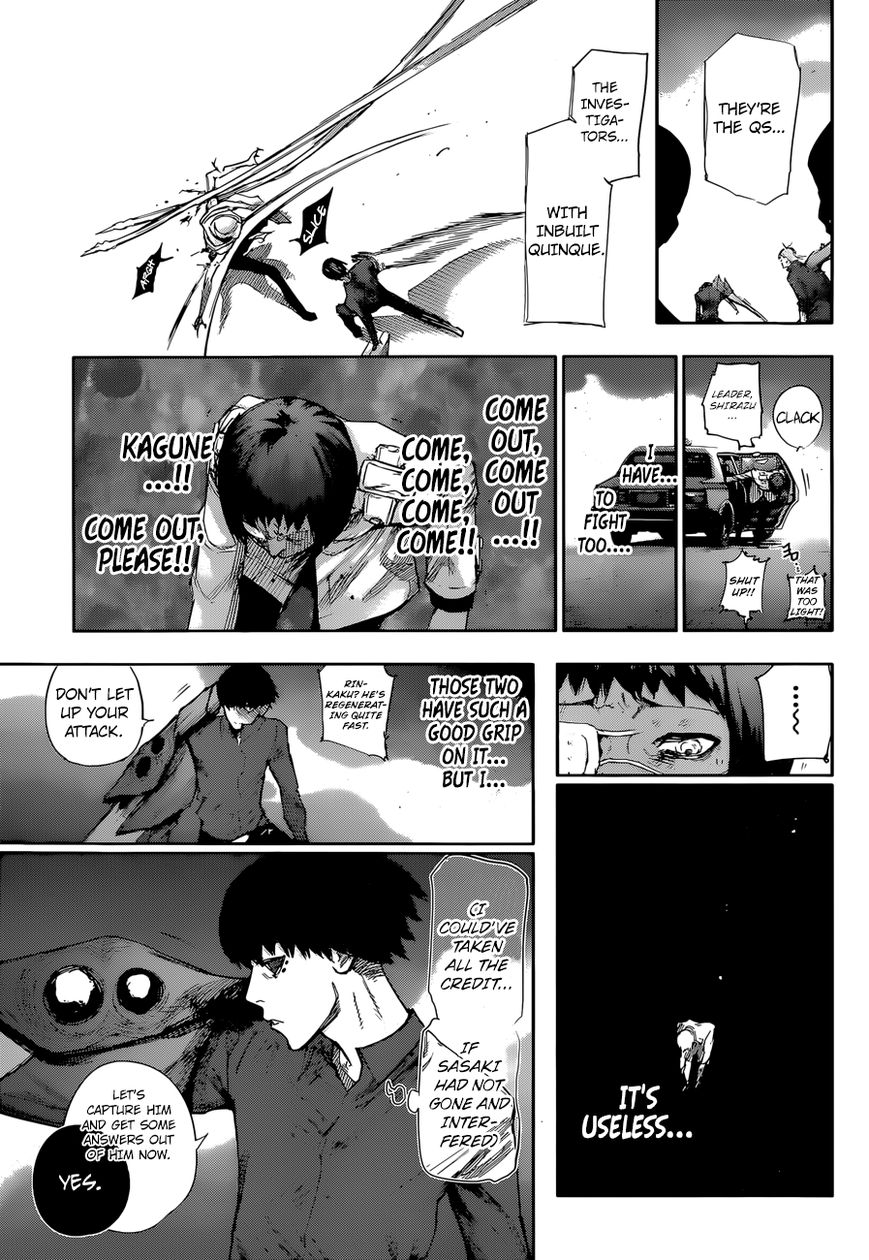 THEY'RE
THE QS...
THE
INVES-
TIGA-
TORS...
WITH
INBUILT
QUINQUE.
SLICE
ARGH
CLACK
LEADER,
SHIRAZU
...
THAT
WAS
TOO
LIGHT!
SHUT
UP!!
I
HAVE...
TO
FIGHT
TOO....
COME
OUT,
COME
OUT
...!!
COME,
COME,
COME,
COME!!
KAGUNE
...!!
COME OUT,
PLEASE!!
...~
THOSE TWO
HAVE SUCH A
GOOD GRIP
ON IT...
BUT I...
RIN-
KAKU? HE'S
REGENERAT-
ING QUITE
FAST.
DON'T LET
UP YOUR
ATTACK.
IT'S
USELESS...
(I
COULD'VE
TAKEN
ALL THE
CREDIT...
IF
SASAKI
HAD NOT
GONE AND
INTER-
FERED)
LET'S
CAPTURE HIM
AND GET SOME
ANSWERS OUT
OF HIM NOW.
YES.